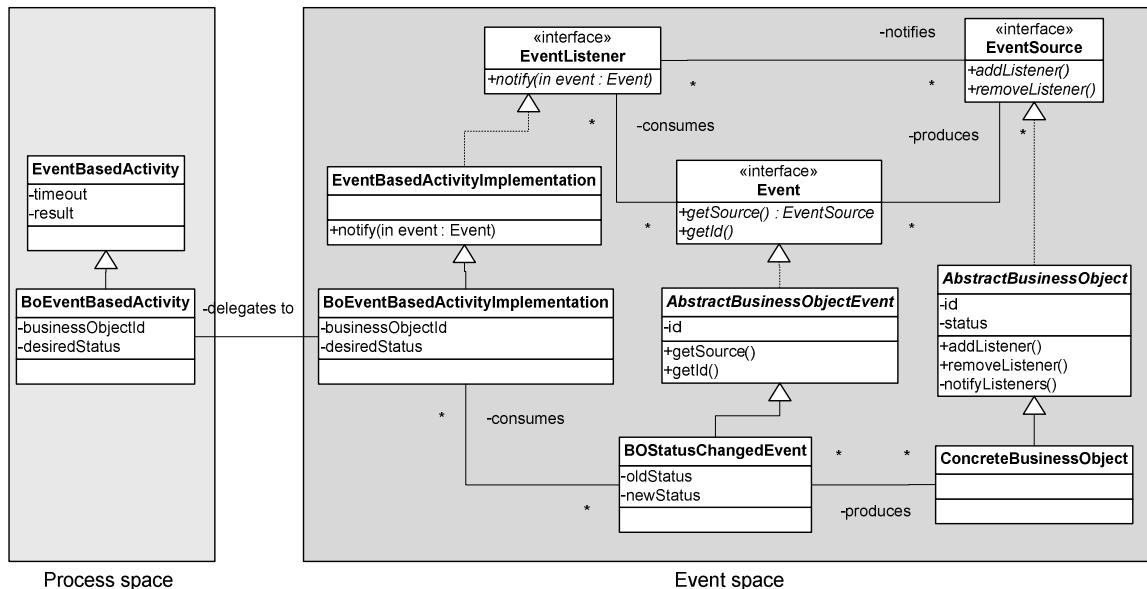 «interface»
EventListener
+notify(in event : Event)
-notifies
«interface»
EventSource
+addListener()
+removeListener()
*
*
*
-consumes
-produces
*
EventBasedActivity
-timeout
-result
EventBasedActivityImplementation
+notify(in event : Event)
«interface»
Event
+getSource() : EventSource
+getId()
*
*
BoEventBasedActivity
-businessObjectId
-desiredStatus
-delegates to
BoEventBasedActivityImplementation
-businessObjectId
-desiredStatus
AbstractBusinessObjectEvent
-id
+getSource()
+getId()
AbstractBusinessObject
-id
-status
+addListener()
+removeListener()
-notifyListeners()
*
-consumes
*
BOStatusChangedEvent
-oldStatus
-newStatus
*
*
-produces
ConcreteBusinessObject
Process space
Event space